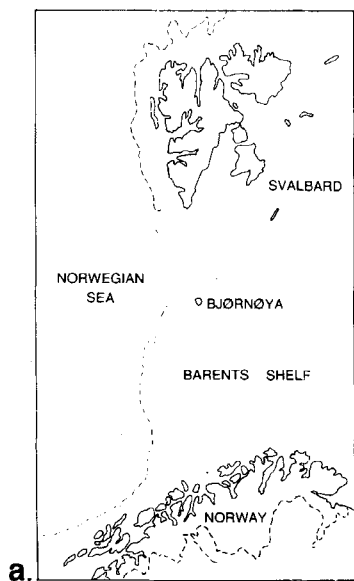 SVALBARD
NORWEGIAN
SEA
BJØRNØYA
BARENTS SHELF
NORWAY
a.